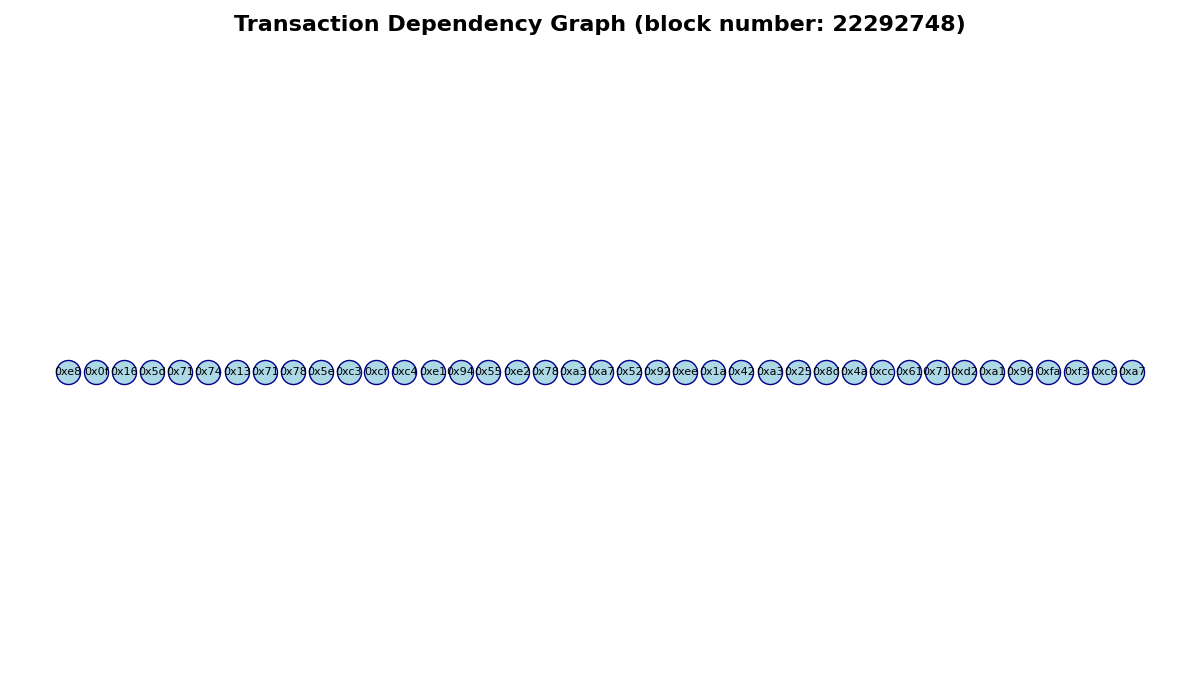 Transaction Dependency Graph (block number: 22292748)
0xe8 0x0f 0x16 0x5d 0x71 0x74 0x13 0x71 0x78 0x5e 0xc3 0xcf 0xc4 0xe1 0x94 0x55 0xe2 0x78 0xa3 0xa7 0x52 0x92 0xee 0x1a 0x42 0xa3 0x25 0x8d 0x4a 0xcc 0x61 0x71 0xd2 0xa1 0x96 0xfa 0xf3 0xc6 0xa7